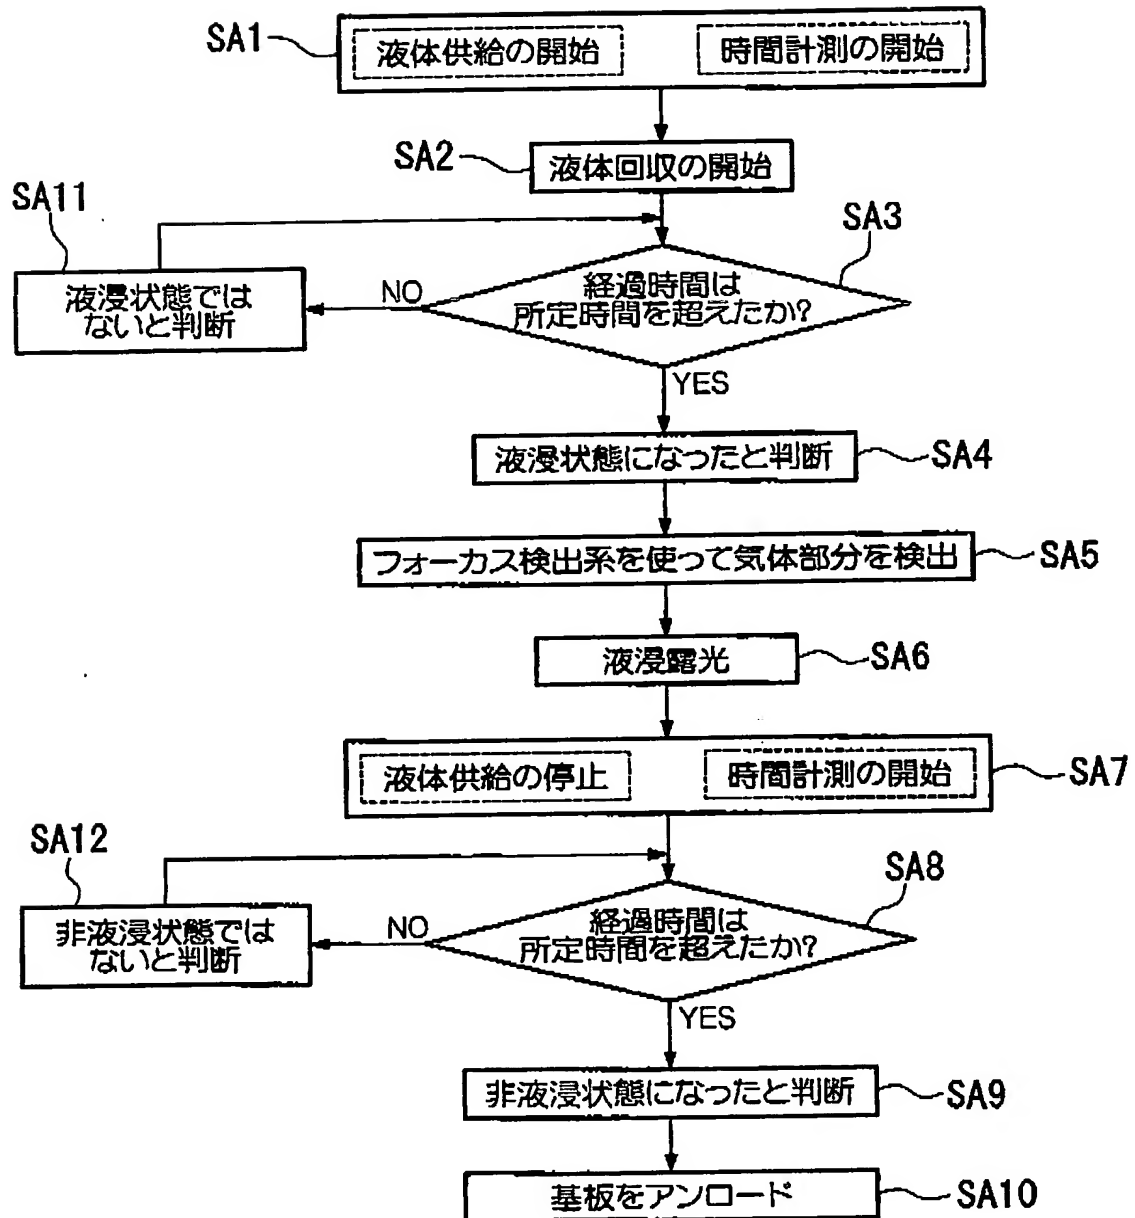 SA1
液体供給の開始
時間計測の開始
SA2
液体回収の開始
SA11
液浸状態では
ないと判断
NO
SA3
経過時間は
所定時間を超えたか?
YES
液浸状態になったと判断
SA4
フォーカス検出系を使って気体部分を検出
SA5
液浸露光
SA6
液体供給の停止
時間計測の開始
SA7
SA12
非液浸状態では
ないと判断
NO
SA8
経過時間は
所定時間を超えたか?
YES
非液浸状態になったと判断
SA9
基板をアンロード
SA10